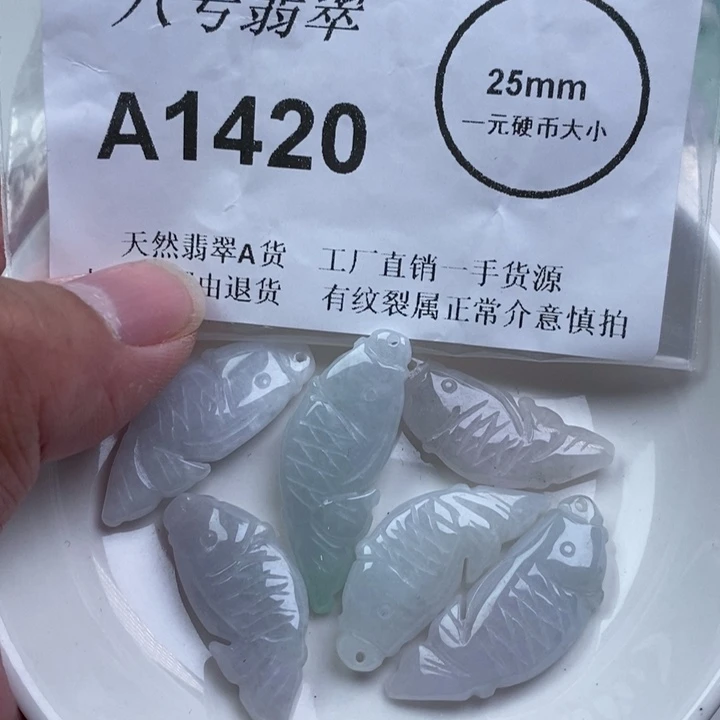 八号翡翠
A1420
25mm
一元硬币大小
天然翡翠A货 工厂直销一手货源
由退货 有纹裂属正常介意慎拍